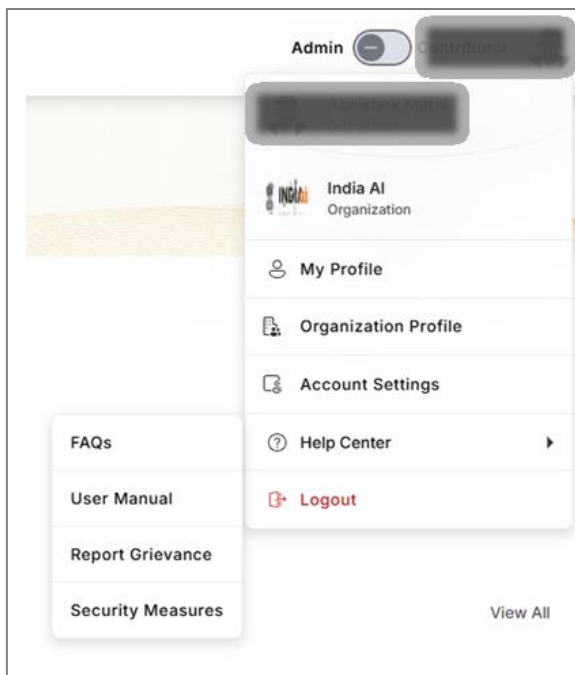 Admin
INDIAai
India AI
Organization
My Profile
Organization Profile
Account Settings
Help Center
Logout
FAQs
User Manual
Report Grievance
Security Measures
View All